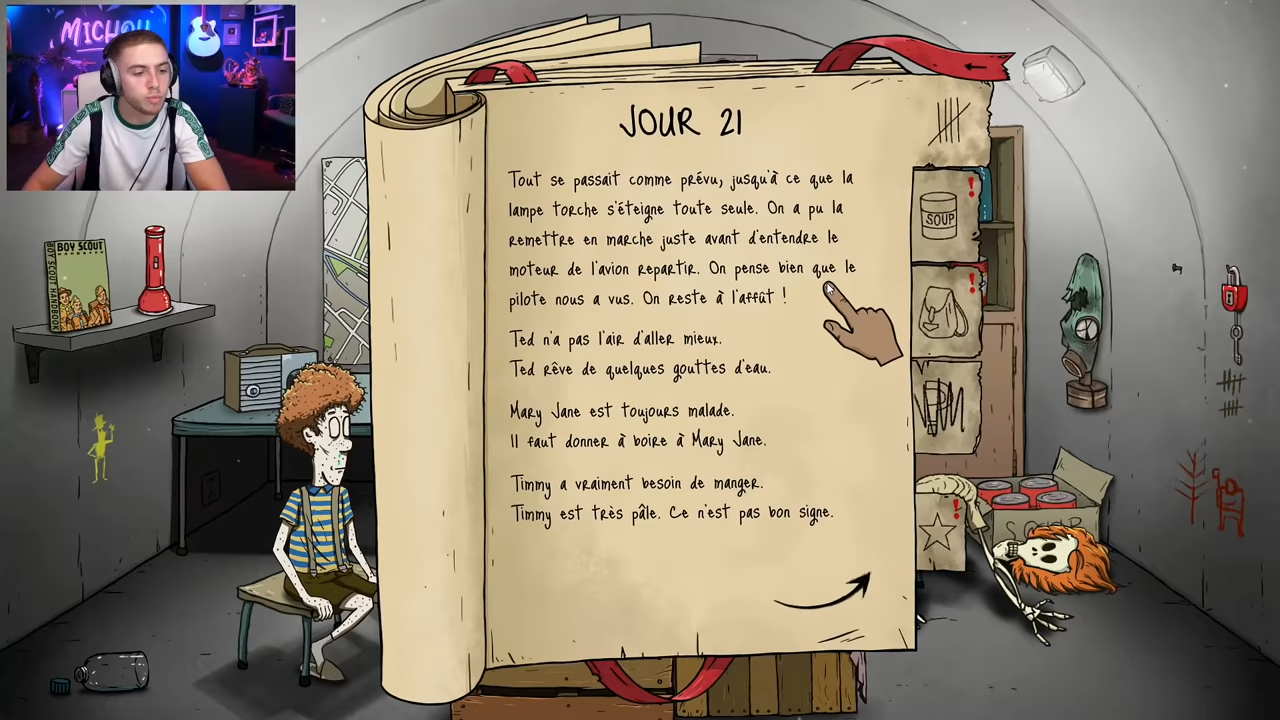 MICHOU
JOUR 21
Tout se passait comme prévu, jusqu'à ce que la
lampe torche s'éteigne toute seule. On a pu la
remettre en marche juste avant d'entendre le
moteur de l'avion repartir. On pense bien que le
pilote nous a vus. On reste à l'affût !
Ted n'a pas l'air d'aller mieux.
Ted rêve de quelques gouttes d'eau.
Mary Jane est toujours malade.
Il faut donner à boire à Mary Jane.
Timmy a vraiment besoin de manger.
Timmy est très pâle. Ce n'est pas bon signe.
!
SOUP
!
!
BOY SCOUT
BOY SCOUT HANDBOOK
SOUP